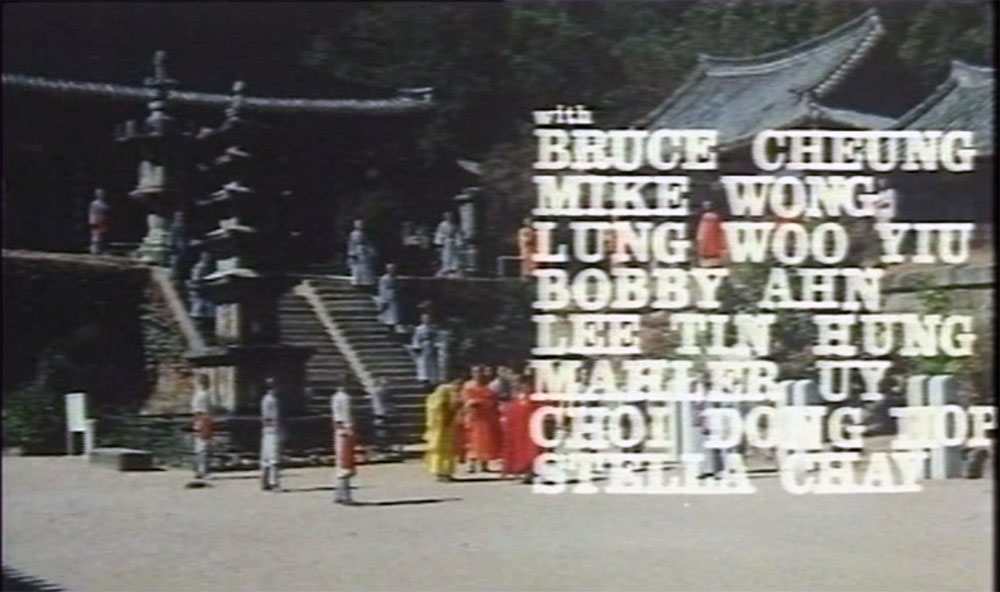 with
BRUCE CHEUNG
MIKE WONG
LUNG WOO YIU
BOBBY AHN
LEE TIN HUNG
MAHLER UY
CHOI DONG HOP
STELLA CHAY